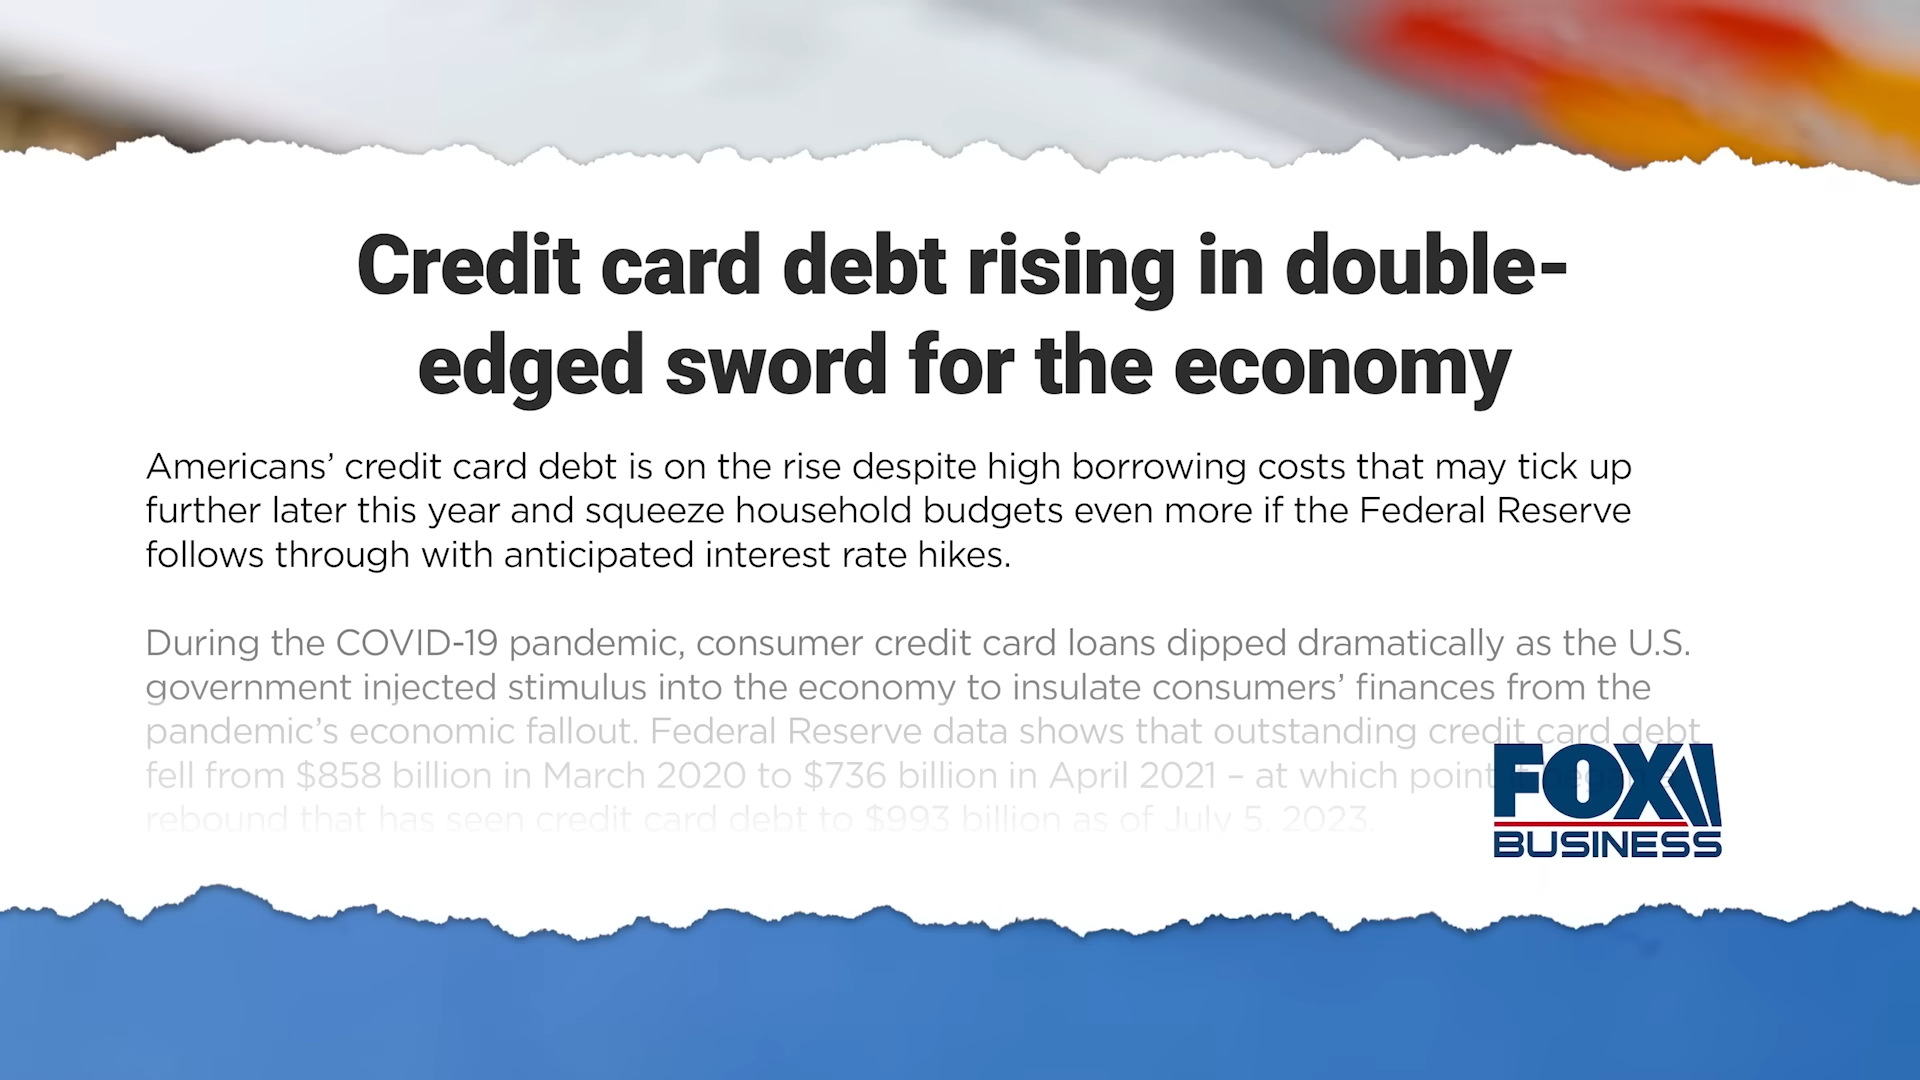 Credit card debt rising in double-
edged sword for the economy
Americans’ credit card debt is on the rise despite high borrowing costs that may tick up
further later this year and squeeze household budgets even more if the Federal Reserve
follows through with anticipated interest rate hikes.
During the COVID-19 pandemic, consumer credit card loans dipped dramatically as the U.S.
government injected stimulus into the economy to insulate consumers’ finances from the
pandemic’s economic fallout. Federal Reserve data shows that outstanding credit card debt
fell from $858 billion in March 2020 to $736 billion in April 2021 – at which point
rebound that has seen credit card debt to $993 billion as of July 5, 2023.
FOX
BUSINESS